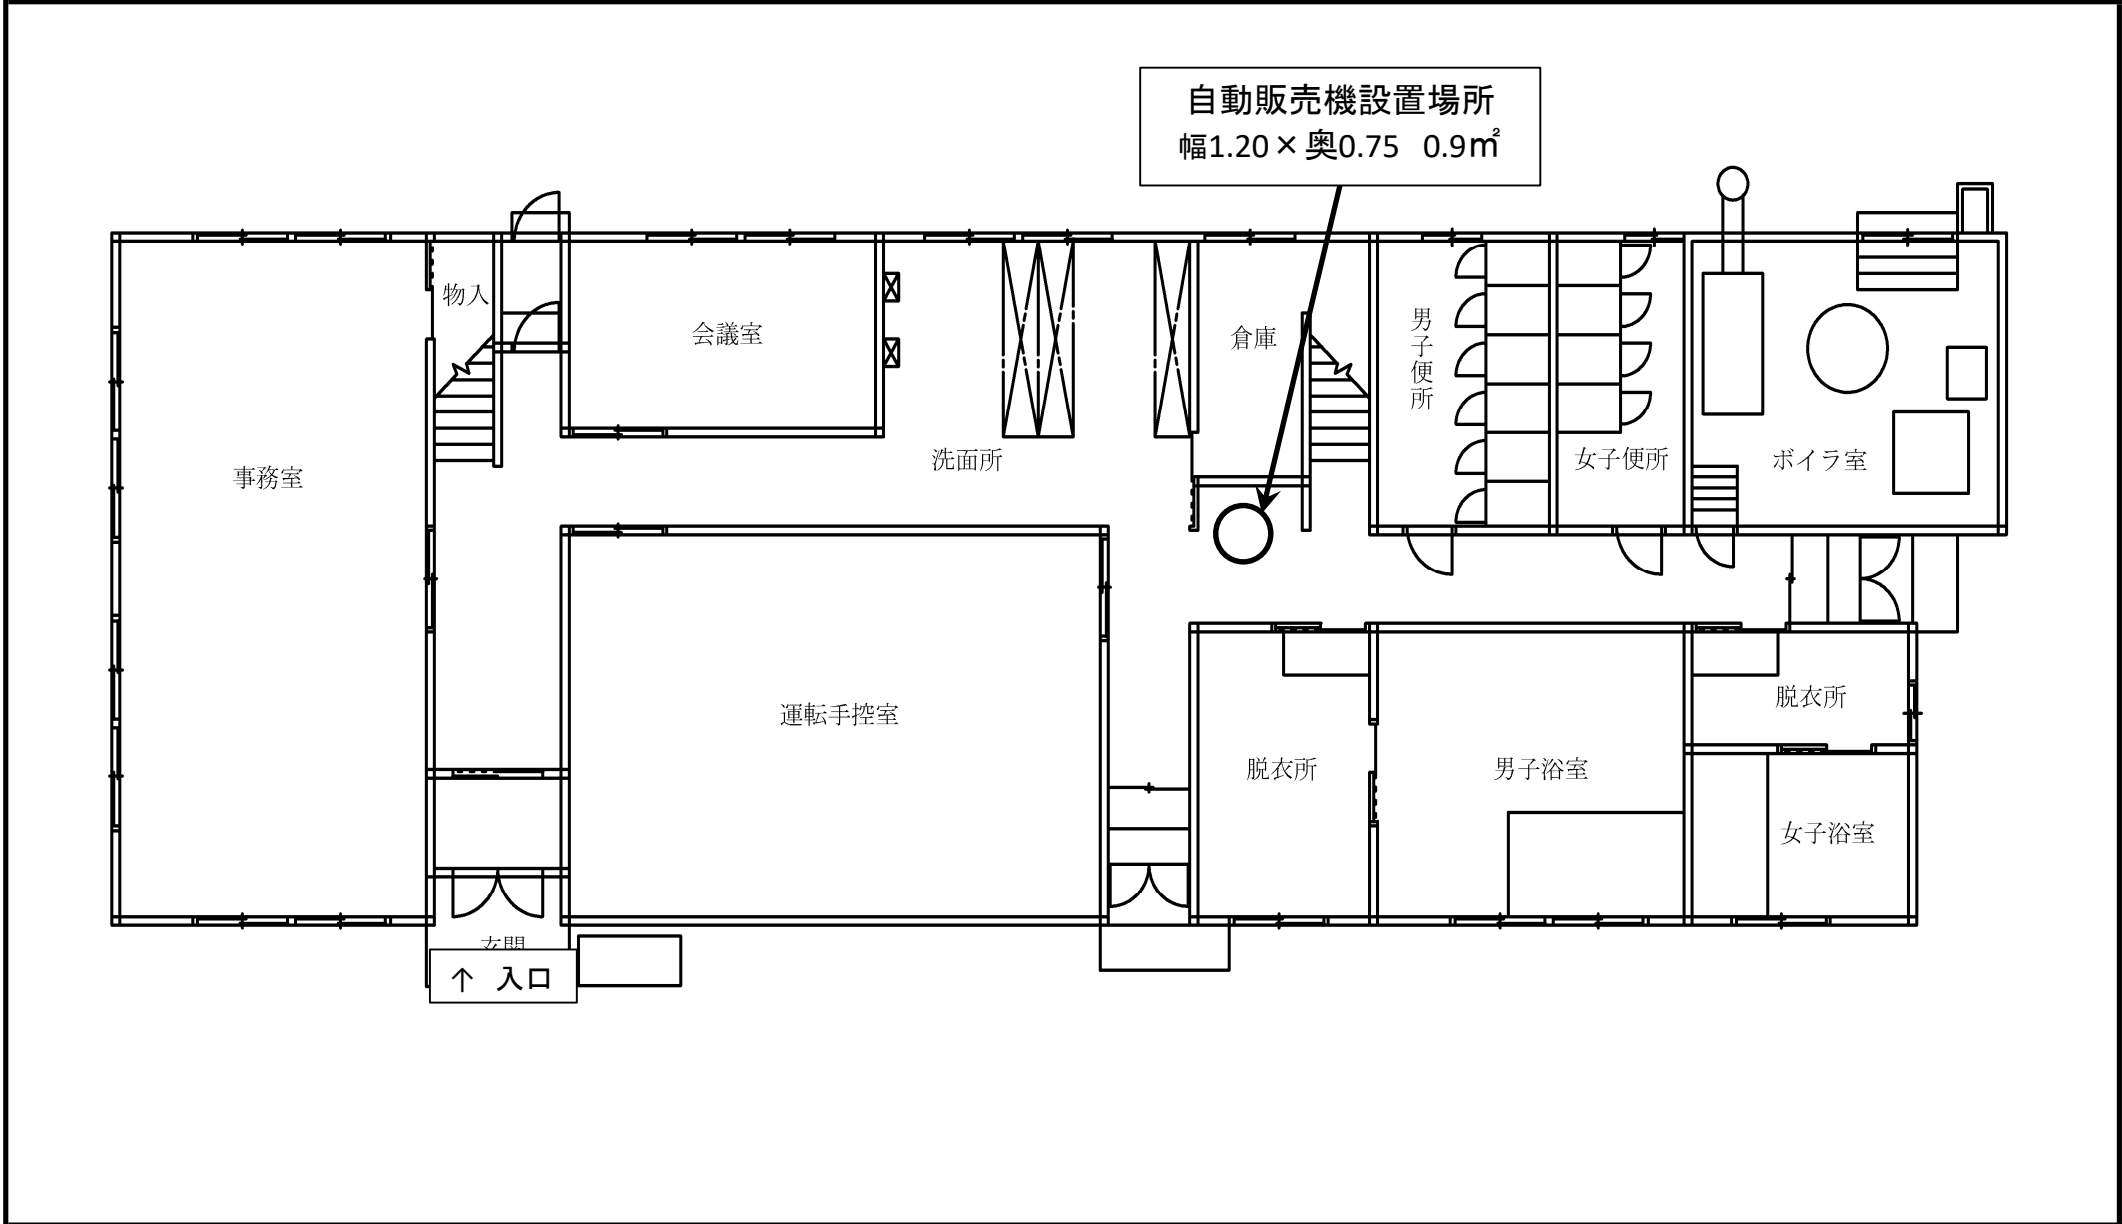 自動販売機設置場所
幅1.20×奥0.75 0.9㎡
物入
会議室
倉庫
男子便所
洗面所
女子便所
ボイラ室
事務室
運転手控室
脱衣所
脱衣所
男子浴室
女子浴室
玄関
↑ 入口